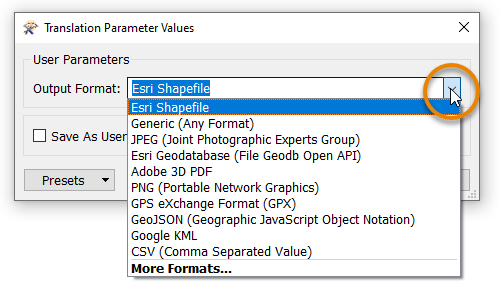 Translation Parameter Values
User Parameters
Output Format: Esri Shapefile
Esri Shapefile
Generic (Any Format)
JPEG (Joint Photographic Experts Group)
Save As User
Esri Geodatabase (File Geodb Open API)
Adobe 3D PDF
Presets
PNG (Portable Network Graphics)
GPS eXchange Format (GPX)
GeoJSON (Geographic JavaScript Object Notation)
Google KML
CSV (Comma Separated Value)
More Formats...